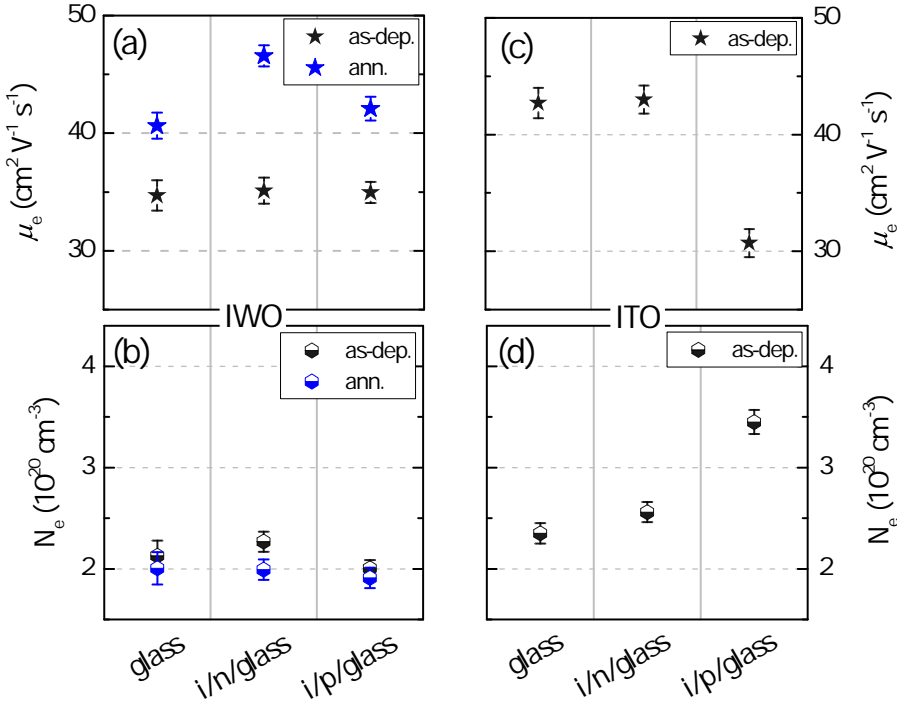 (a)
as-dep.
ann.
50
40
30
μe (cm2 V-1 s-1)
(c)
as-dep.
50
40
30
μe (cm2 V-1 s-1)
IWO
ITO
(b)
as-dep.
ann.
4
3
2
Ne (1020 cm-3)
glass
i/n/glass
i/p/glass
(d)
as-dep.
4
3
2
Ne (1020 cm-3)
glass
i/n/glass
i/p/glass